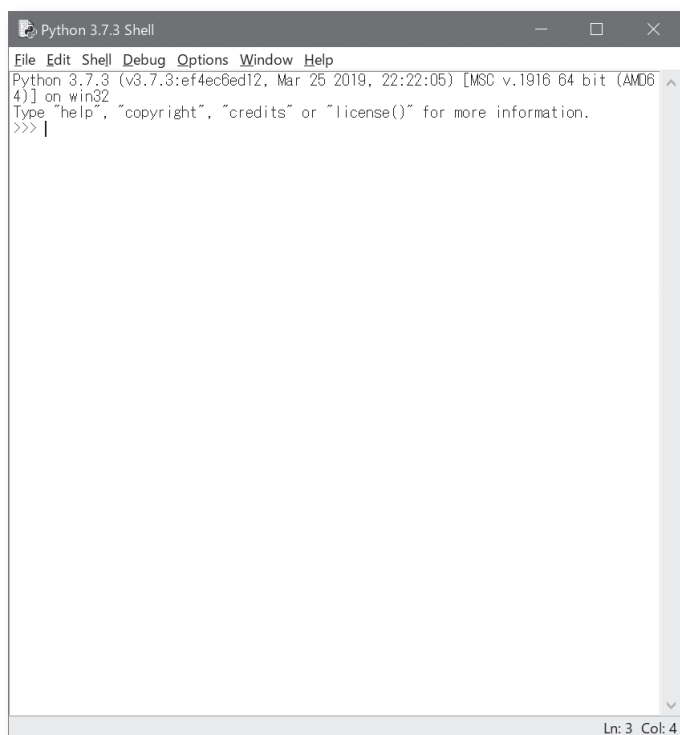 Python 3.7.3 Shell
File Edit Shell Debug Options Window Help
Python 3.7.3 (v3.7.3:ef4ec6ed12, Mar 25 2019, 22:22:05) [MSC v.1916 64 bit (AMD6
4)] on win32
Type "help", "copyright", "credits" or "license()" for more information.
>>>
Ln: 3 Col: 4